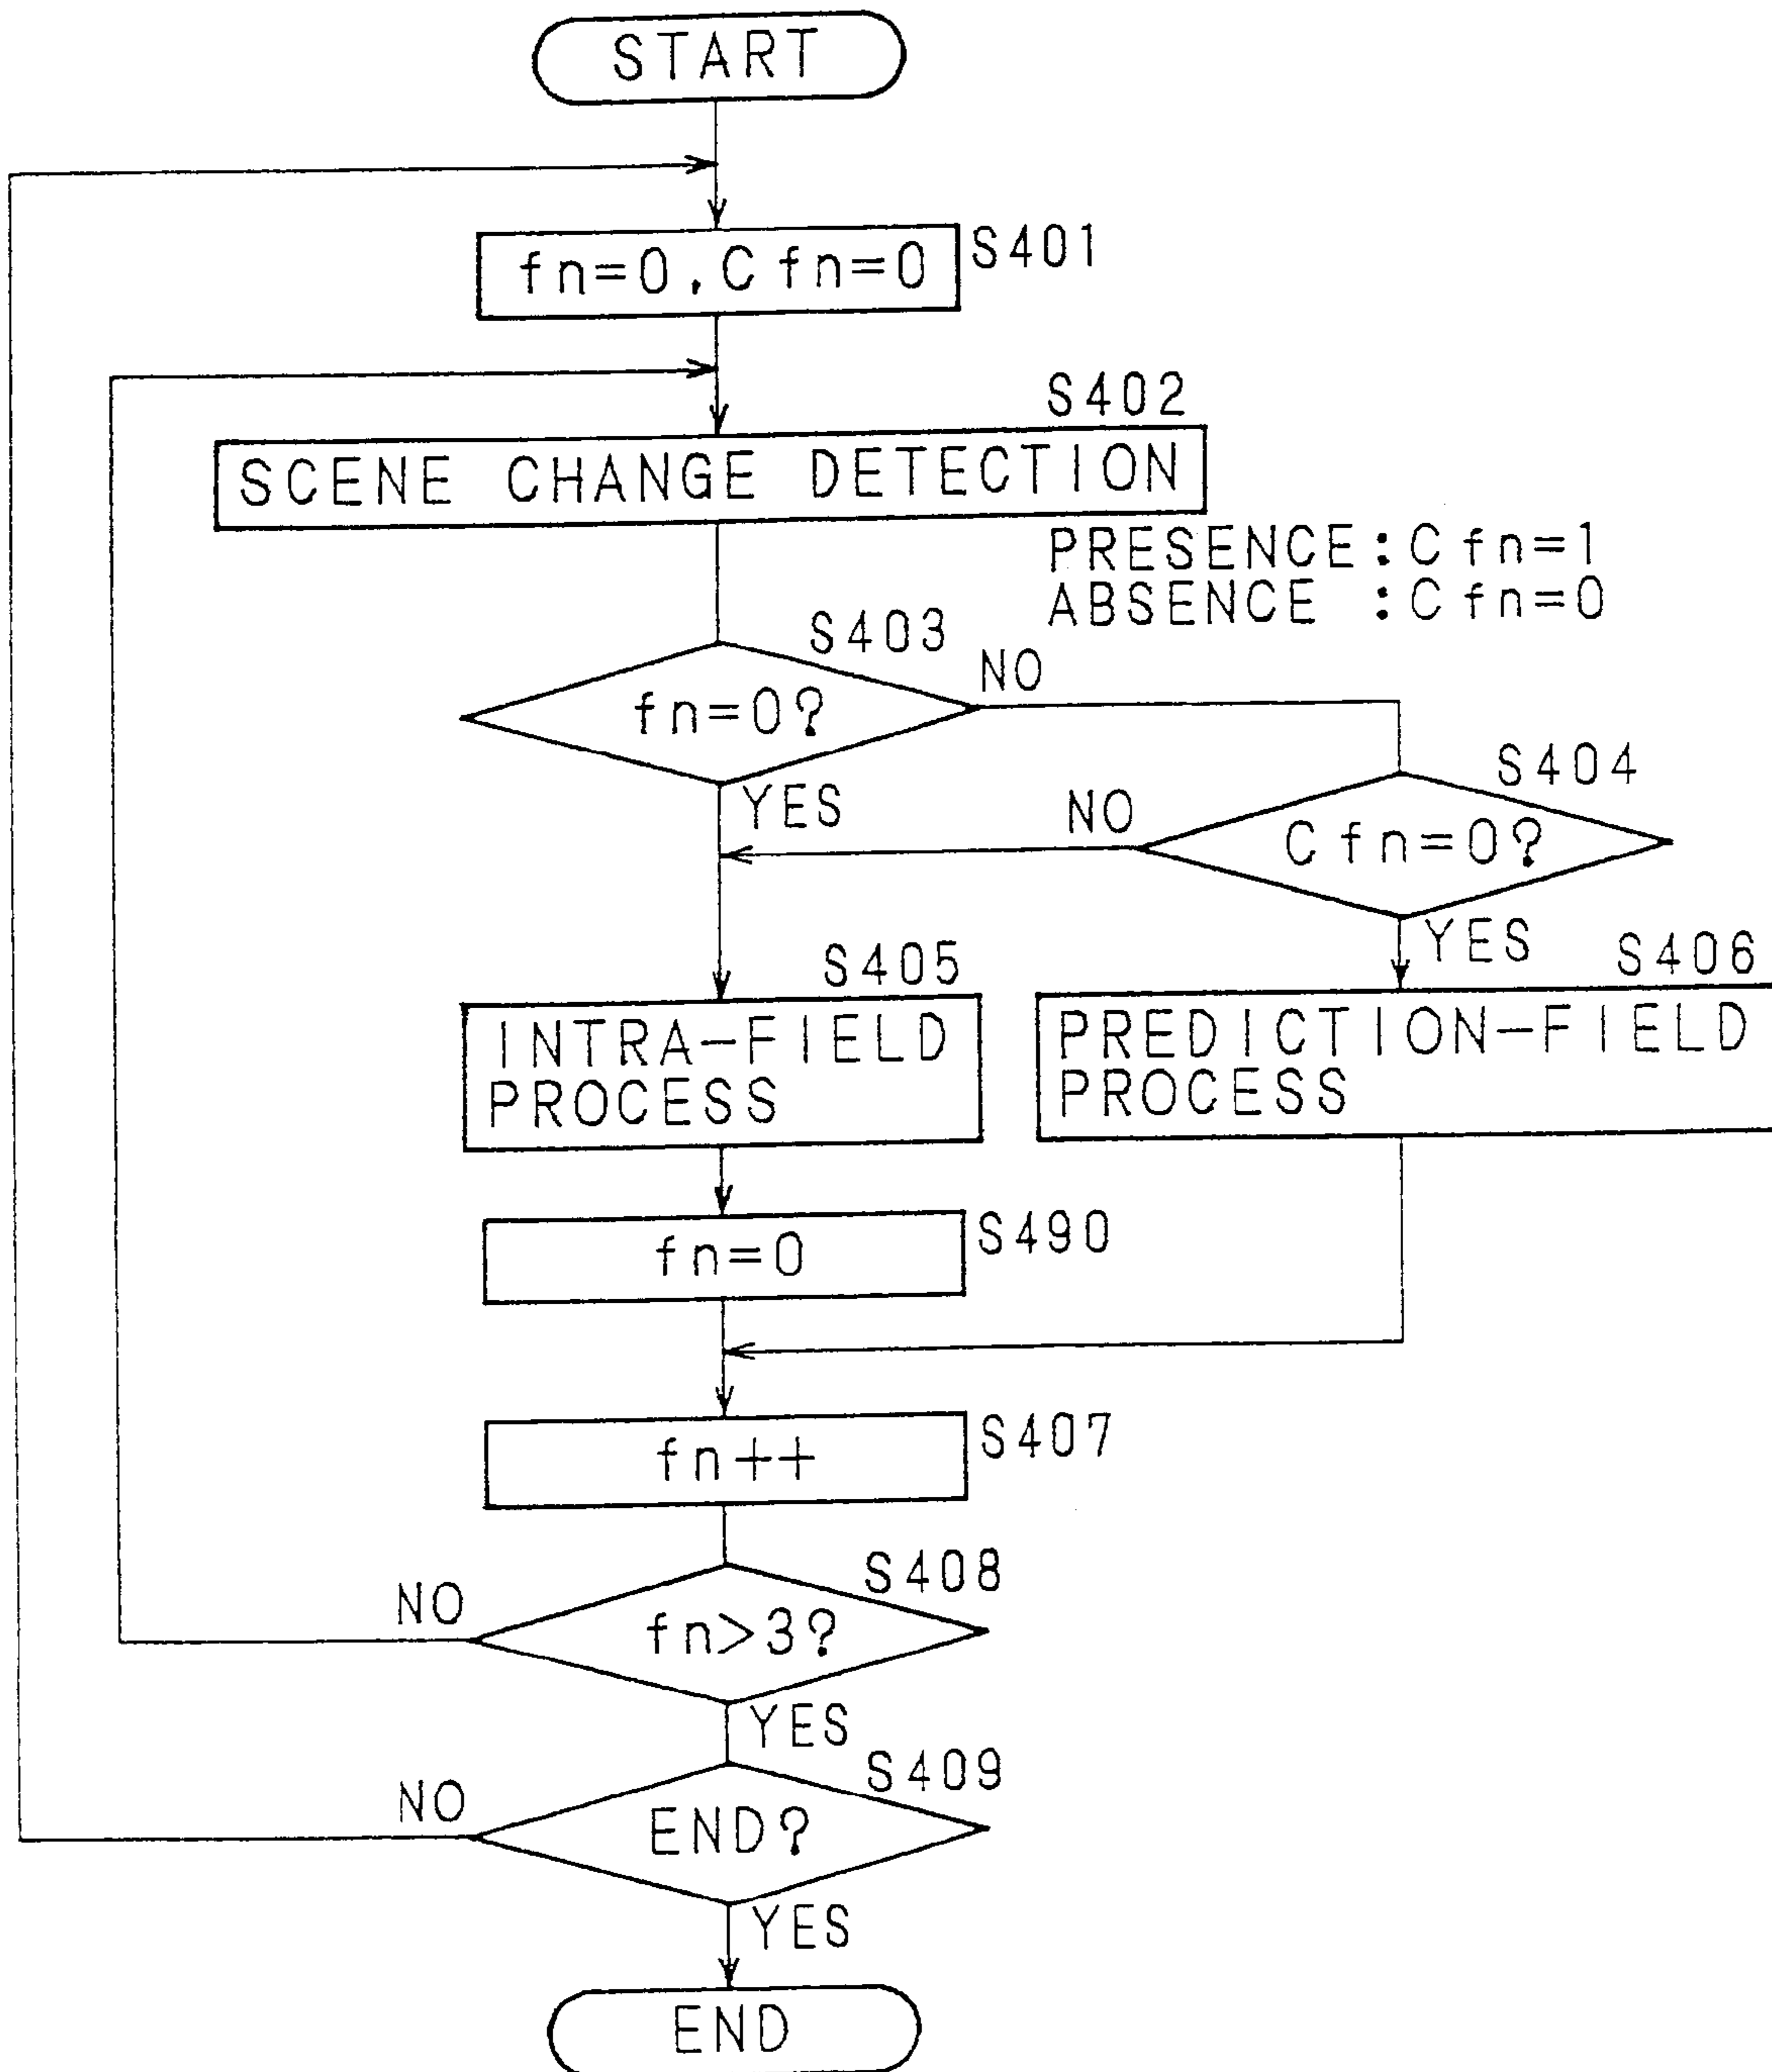 START
fn=0, Cfn=0
S401
S402
SCENE CHANGE DETECTION
PRESENCE:Cfn=1
ABSENCE :Cfn=0
S403
fn=0?
NO
YES
S404
Cfn=0?
NO
YES
S405
INTRA-FIELD
PROCESS
S406
PREDICTION-FIELD
PROCESS
fn=0
S490
fn++
S407
S408
fn>3?
NO
YES
S409
END?
NO
YES
END